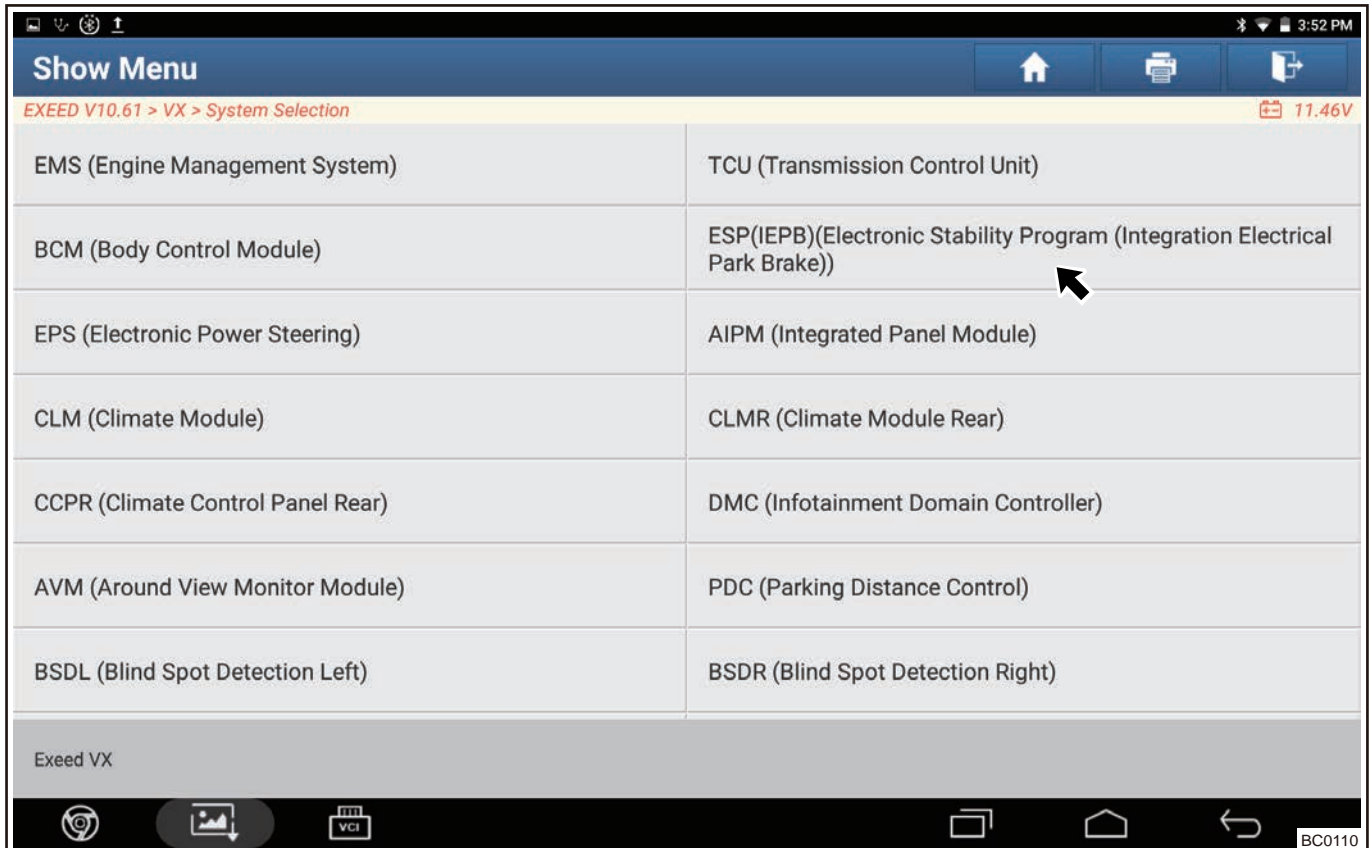 3:52 PM
Show Menu
EXEED V10.61 > VX > System Selection
11.46V
EMS (Engine Management System)
TCU (Transmission Control Unit)
BCM (Body Control Module)
ESP(IEPB)(Electronic Stability Program (Integration Electrical
Park Brake))
EPS (Electronic Power Steering)
AIPM (Integrated Panel Module)
CLM (Climate Module)
CLMR (Climate Module Rear)
CCPR (Climate Control Panel Rear)
DMC (Infotainment Domain Controller)
AVM (Around View Monitor Module)
PDC (Parking Distance Control)
BSDL (Blind Spot Detection Left)
BSDR (Blind Spot Detection Right)
Exeed VX
VCI
BC0110